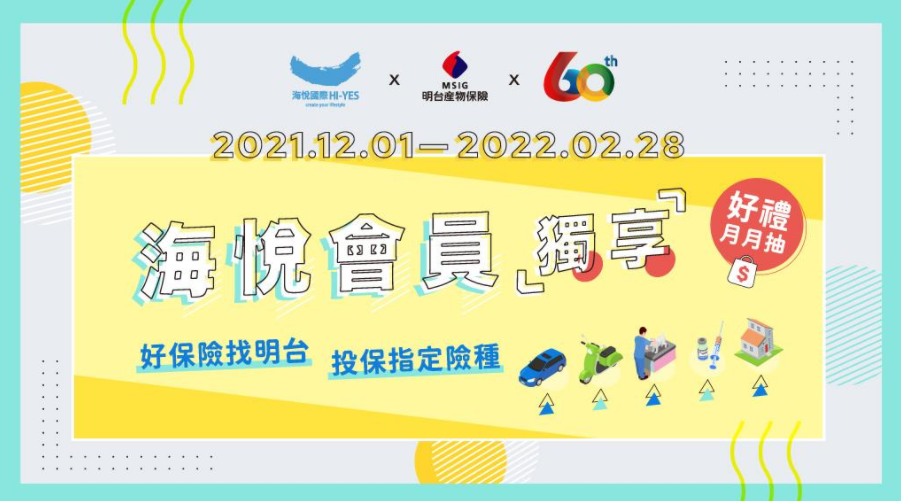 海悅國際 HI-YES
create your lifestyle
x
MSIG
明台產物保險
x
60th
2021.12.01—2022.02.28
海悅會員「獨享」
好禮
月月抽
$
好保險找明台
投保指定險種